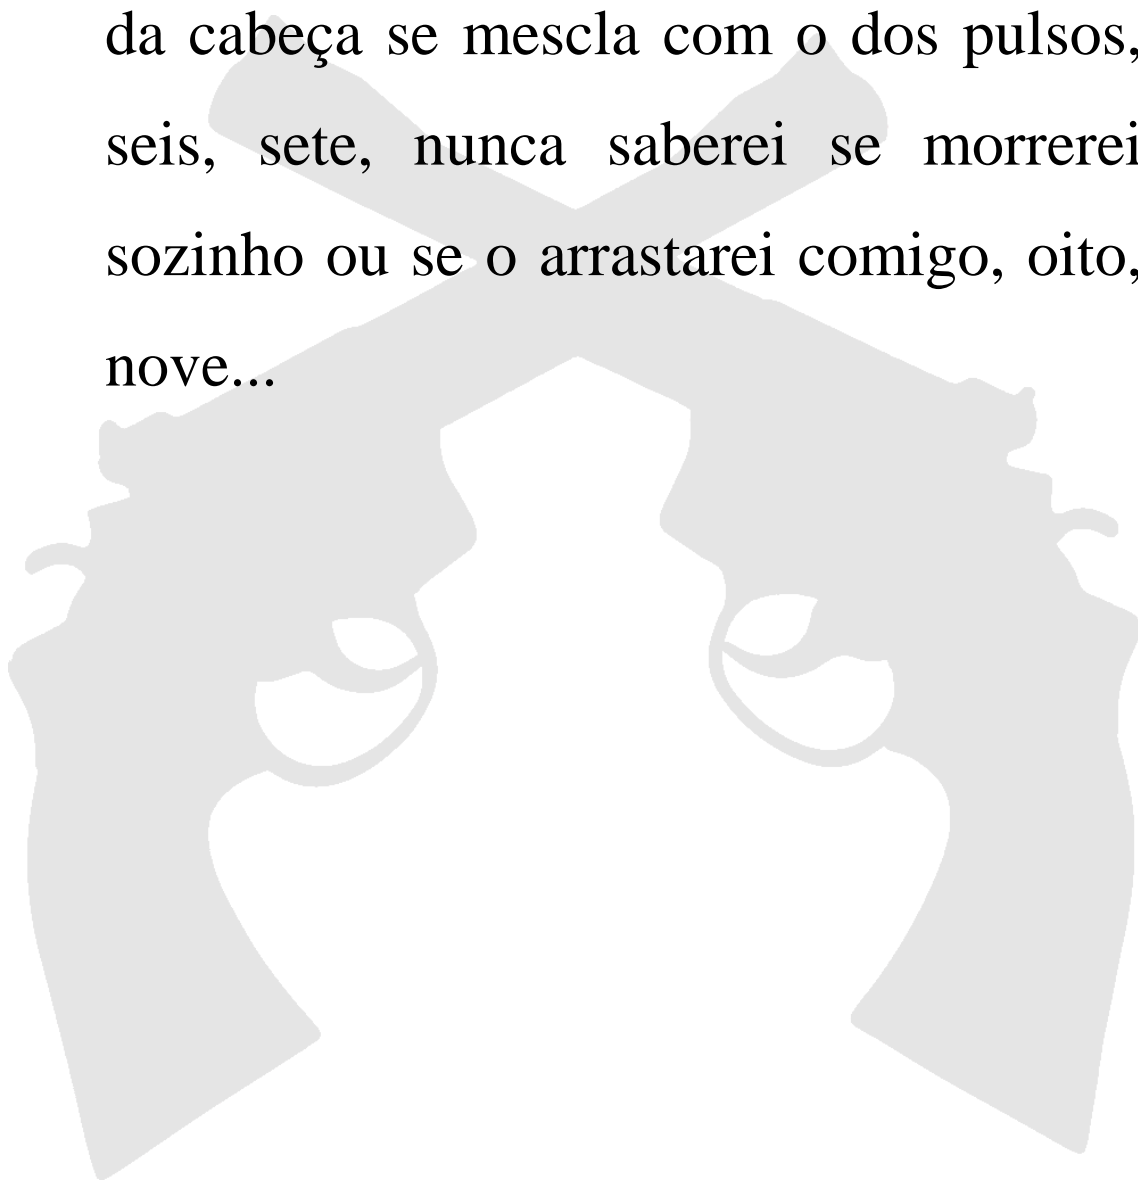 da cabeça se mescla com o dos pulsos,
seis, sete, nunca saberei se morrerei
sozinho ou se o arrastarei comigo, oito,
nove...